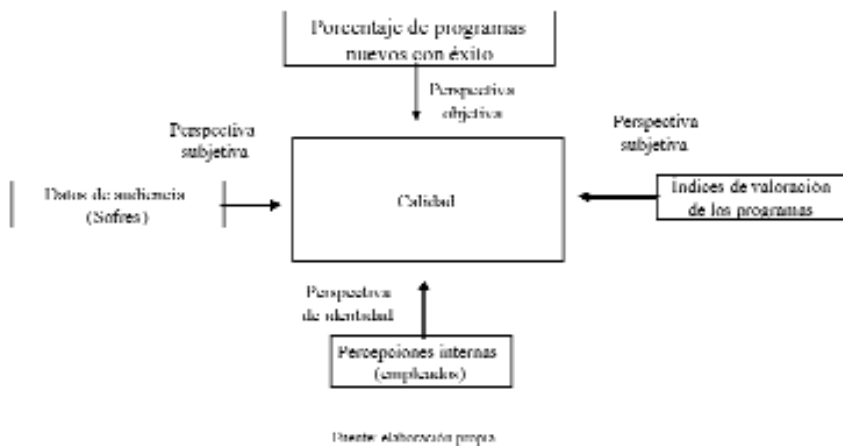 Porcentaje de programas
nuevos con éxito
Perspectiva
objetiva
Perspectiva
subjetiva
Perspectiva
subjetiva
Datos de audiencia
(Sofres)
Calidad
Índices de valoración
de los programas
Perspectiva
de identidad
Percepciones internas
(empleados)
Fuente: elaboración propia